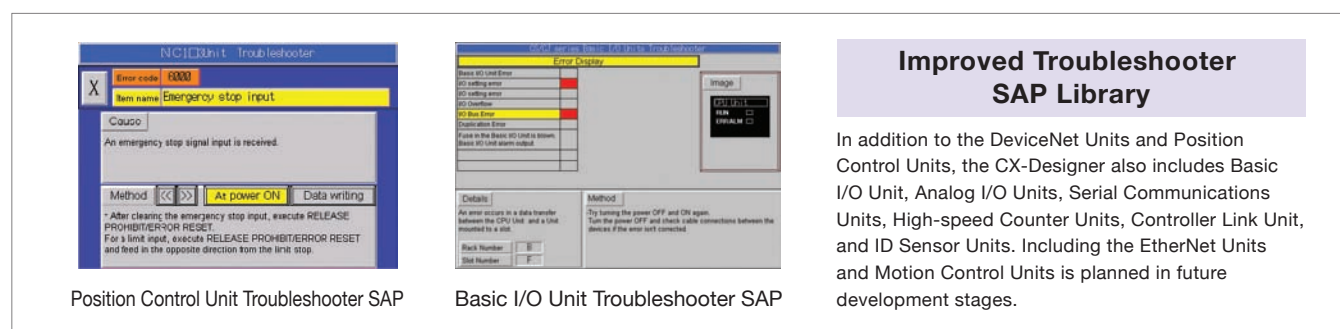 NC1□3Unit Troubleshooter
X
Error code 6000
Item name Emergency stop input
Cause
An emergency stop signal input is received.
Method << >> At power ON Data writing
* After clearing the emergency stop input, execute RELEASE
PROHIBIT/ERROR RESET.
For a limit input, execute RELEASE PROHIBIT/ERROR RESET
and feed in the opposite direction from the limit stop.
Position Control Unit Troubleshooter SAP
CS/CJ series Basic I/O Units Troubleshooter
Error Display
Basic I/O Unit Error
I/O setting error
I/O setting error
I/O Overflow
I/O Bus Error
Duplication Error
Fuse in the Basic I/O Unit is blown.
Basic I/O Unit alarm output
Image
CPU Unit
RUN
ERR/ALM
Details
An error occurs in a data transfer
between the CPU Unit and a Unit
mounted to a slot.
Rack Number B
Slot Number F
Method
Try turning the power OFF and ON again.
Turn the power OFF and check cable connections between the
devices if the error isn't corrected.
Basic I/O Unit Troubleshooter SAP
Improved Troubleshooter
SAP Library
In addition to the DeviceNet Units and Position
Control Units, the CX-Designer also includes Basic
I/O Unit, Analog I/O Units, Serial Communications
Units, High-speed Counter Units, Controller Link Unit,
and ID Sensor Units. Including the EtherNet Units
and Motion Control Units is planned in future
development stages.